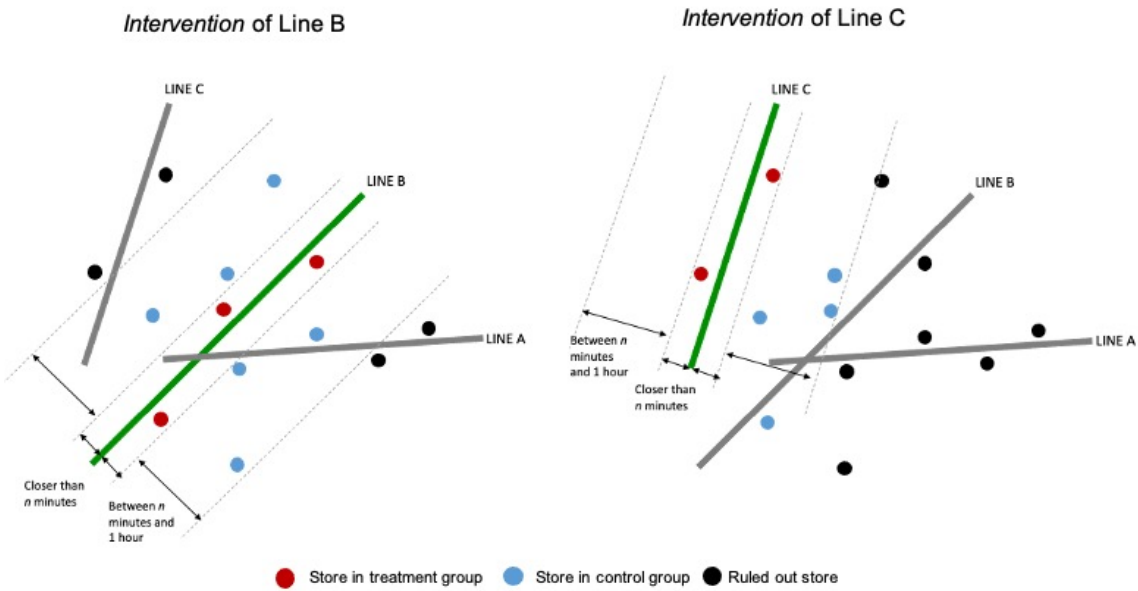 Intervention of Line B
Intervention of Line C
LINE C
LINE B
LINE A
Closer than
n minutes
Between n
minutes and
1 hour
LINE C
LINE B
LINE A
Between n
minutes
and 1 hour
Closer than
n minutes
Store in treatment group
Store in control group
Ruled out store